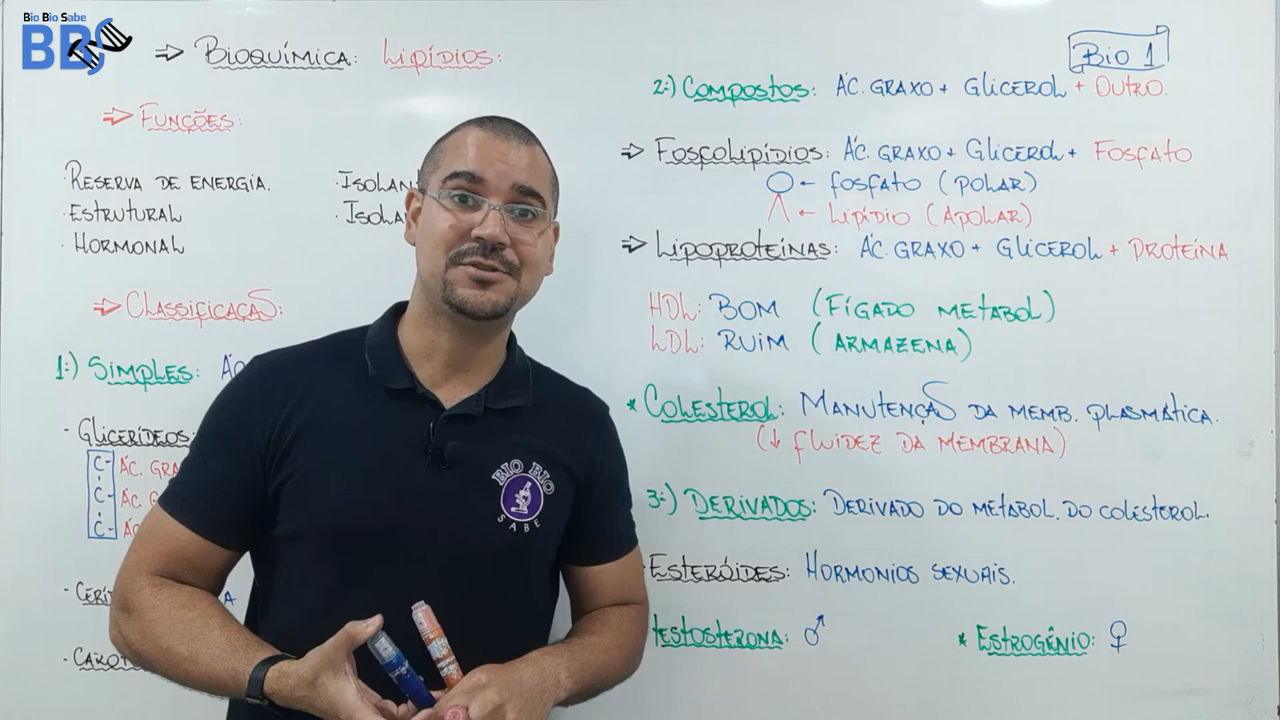 Bio Bio Sabe
BBS
⇒ BIOQUÍMICA: LIPÍDIOS:
⇒ FUNÇÕES:
RESERVA DE ENERGIA.
· ESTRUTURAL
· HORMONAL
⇒ CLASSIFICAÇÃO:
1:) SIMPLES:
· GLICERÍDEOS:
C- ÁC.
C- ÁC.
C-
BIO BIO
SABE
Bio 1
2:) COMPOSTOS: ÁC. GRAXO + GLICEROL + OUTRO.
⇒ FOSFOLIPÍDIOS: ÁC. GRAXO + GLICEROL + FOSFATO
← FOSFATO (POLAR)
← LIPÍDIO (APOLAR)
⇒ LIPOPROTEÍNAS: ÁC. GRAXO + GLICEROL + PROTEÍNA
HDL: BOM (FÍGADO METABOL)
LDL: RUIM (ARMAZENA)
* COLESTEROL: MANUTENÇÃO DA MEMB. PLASMÁTICA.
(↓ FLUIDEZ DA MEMBRANA)
3:) DERIVADOS: DERIVADO DO METABOL. DO COLESTEROL.
ESTERÓIDES: HORMONIOS SEXUAIS.
TESTOSTERONA: ♂ * ESTROGÊNIO: ♀